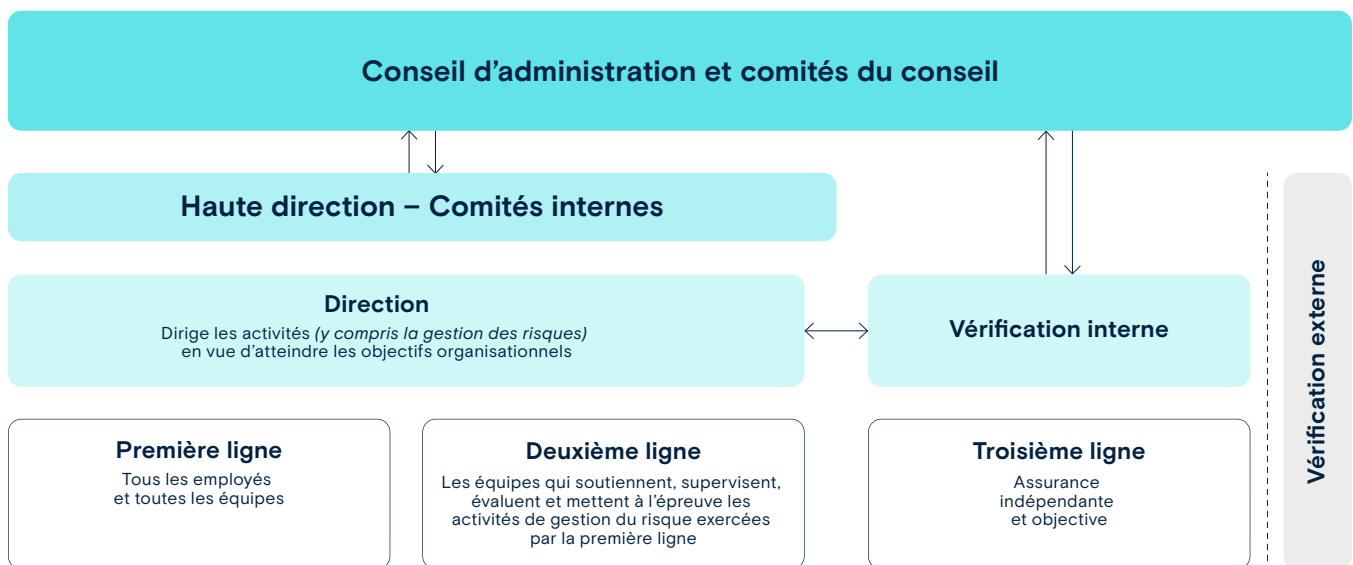 Conseil d’administration et comités du conseil
Haute direction – Comités internes
Direction
Dirige les activités (y compris la gestion des risques)
en vue d’atteindre les objectifs organisationnels
Vérification interne
Première ligne
Tous les employés
et toutes les équipes
Deuxième ligne
Les équipes qui soutiennent, supervisent,
évaluent et mettent à l’épreuve les
activités de gestion du risque exercées
par la première ligne
Troisième ligne
Assurance
indépendante
et objective
Vérification externe